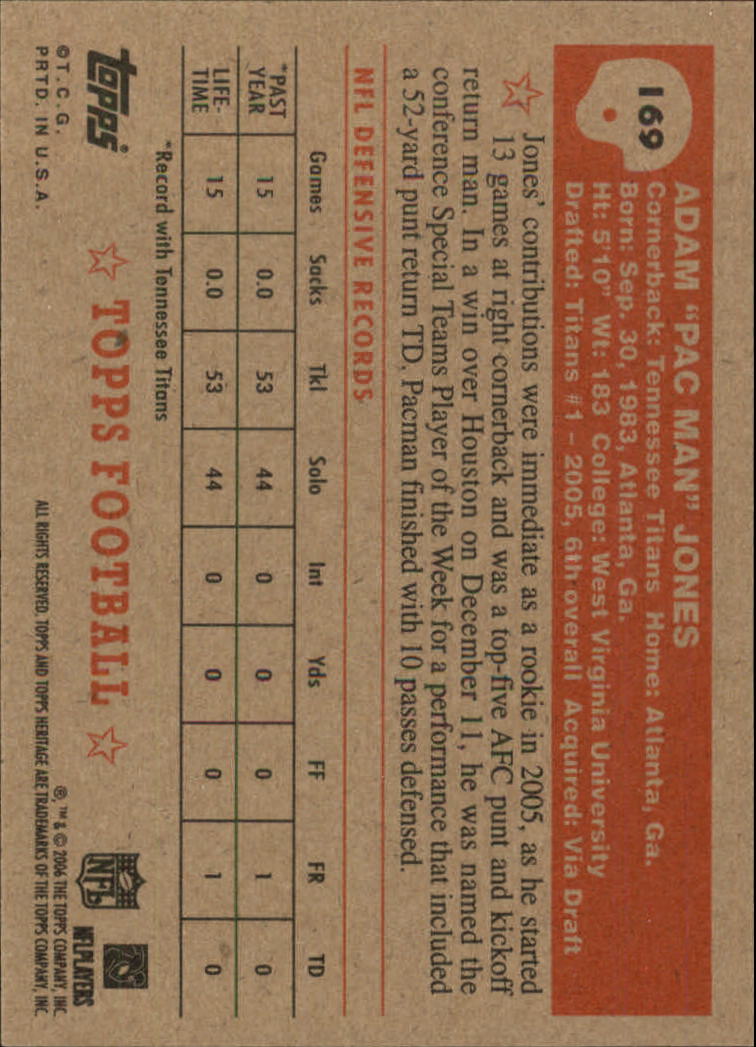 169
ADAM “PAC MAN” JONES
Cornerback: Tennessee Titans Home: Atlanta, Ga.
Born: Sep. 30, 1983, Atlanta, Ga.
Ht: 5'10" Wt: 183 College: West Virginia University
Drafted: Titans #1 – 2005, 6th overall Acquired: Via Draft
Jones' contributions were immediate as a rookie in 2005, as he started
13 games at right cornerback and was a top-five AFC punt and kickoff
return man. In a win over Houston on December 11, he was named the
conference Special Teams Player of the Week for a performance that included
a 52-yard punt return TD. Pacman finished with 10 passes defensed.
NFL DEFENSIVE RECORDS
Games Sacks Tkl Solo Int Yds FF FR TD
*PAST YEAR 15 0.0 53 44 0 0 0 1 0
LIFE-TIME 15 0.0 53 44 0 0 0 1 0
*Record with Tennessee Titans
topps®
TOPPS FOOTBALL
NFL
NFLPLAYERS
©T.C.G.
PRTD. IN U.S.A.
®, ™ & © 2006 THE TOPPS COMPANY, INC.
ALL RIGHTS RESERVED. TOPPS AND TOPPS HERITAGE ARE TRADEMARKS OF THE TOPPS COMPANY, INC.